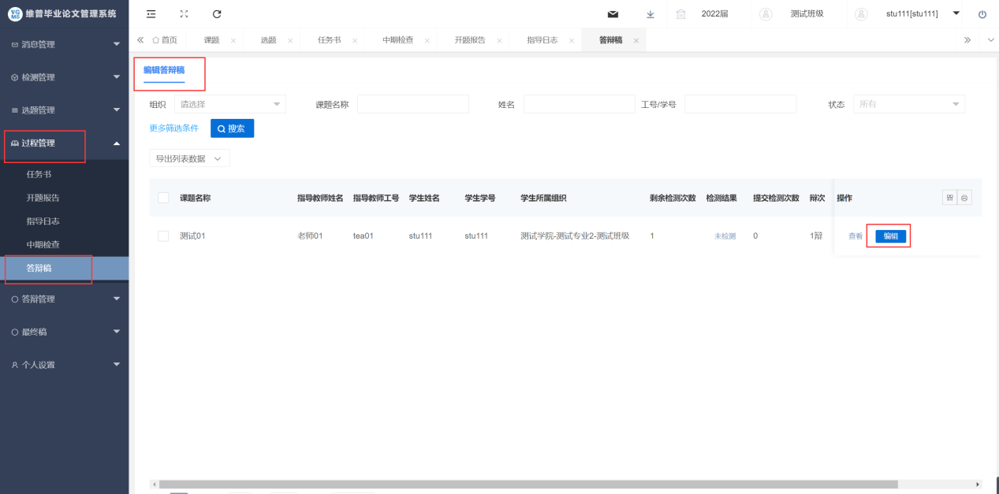 VG MS 维普毕业论文管理系统
2022届 测试班级 stu111[stu111]
首页 课题 选题 任务书 中期检查 开题报告 指导日志 答辩稿
消息管理
检测管理
选题管理
过程管理
任务书
开题报告
指导日志
中期检查
答辩稿
答辩管理
最终稿
个人设置
编辑答辩稿
组织 请选择 课题名称 姓名 工号/学号 状态 所有
更多筛选条件 搜索
导出列表数据
课题名称 指导教师姓名 指导教师工号 学生姓名 学生学号 学生所属组织 剩余检测次数 检测结果 提交检测次数 辩次 操作
测试01 老师01 tea01 stu111 stu111 测试学院-测试专业2-测试班级 1 未检测 0 1辩 查看 编辑